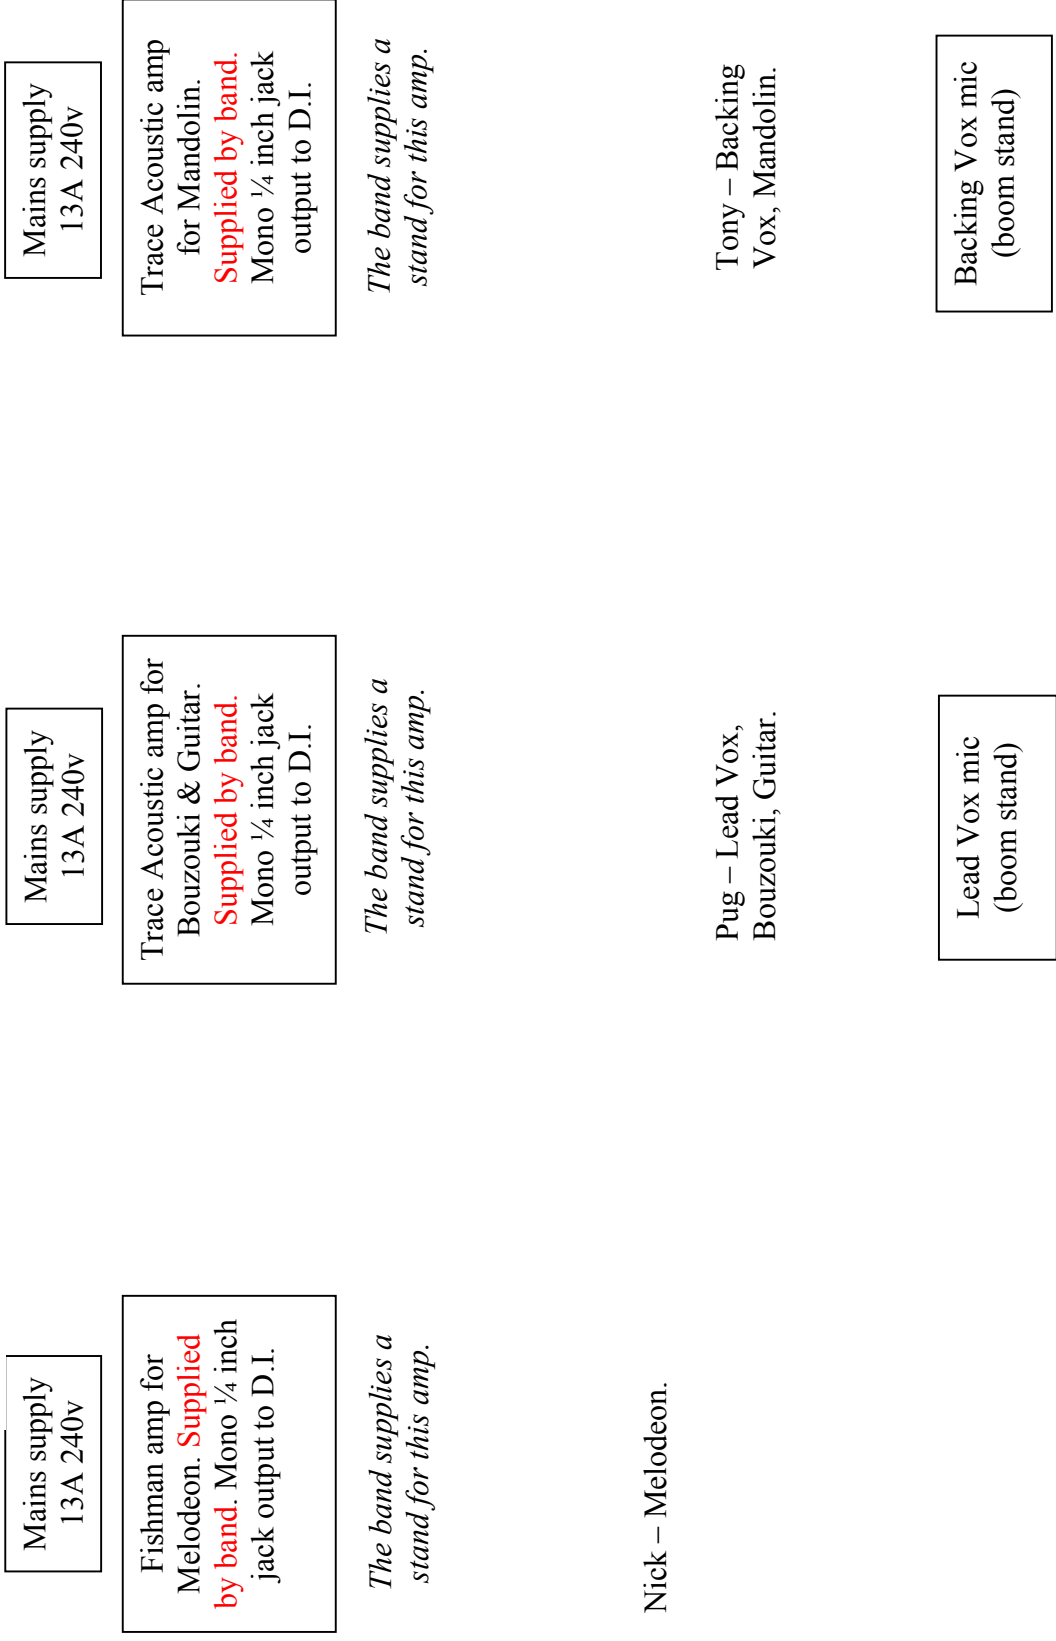 Mains supply
13A 240v
Fishman amp for
Melodeon. Supplied
by band. Mono ¼ inch
jack output to D.I.
The band supplies a
stand for this amp.
Nick – Melodeon.
Mains supply
13A 240v
Trace Acoustic amp for
Bouzouki & Guitar.
Supplied by band.
Mono ¼ inch jack
output to D.I.
The band supplies a
stand for this amp.
Pug – Lead Vox,
Bouzouki, Guitar.
Lead Vox mic
(boom stand)
Mains supply
13A 240v
Trace Acoustic amp
for Mandolin.
Supplied by band.
Mono ¼ inch jack
output to D.I.
The band supplies a
stand for this amp.
Tony – Backing
Vox, Mandolin.
Backing Vox mic
(boom stand)